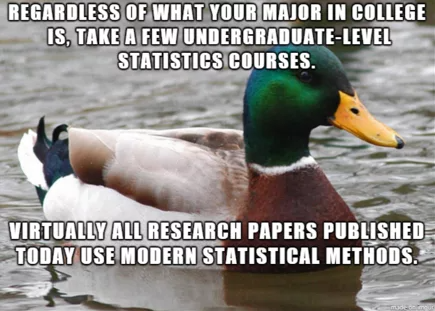 REGARDLESS OF WHAT YOUR MAJOR IN COLLEGE
IS, TAKE A FEW UNDERGRADUATE-LEVEL
STATISTICS COURSES.
VIRTUALLY ALL RESEARCH PAPERS PUBLISHED
TODAY USE MODERN STATISTICAL METHODS.